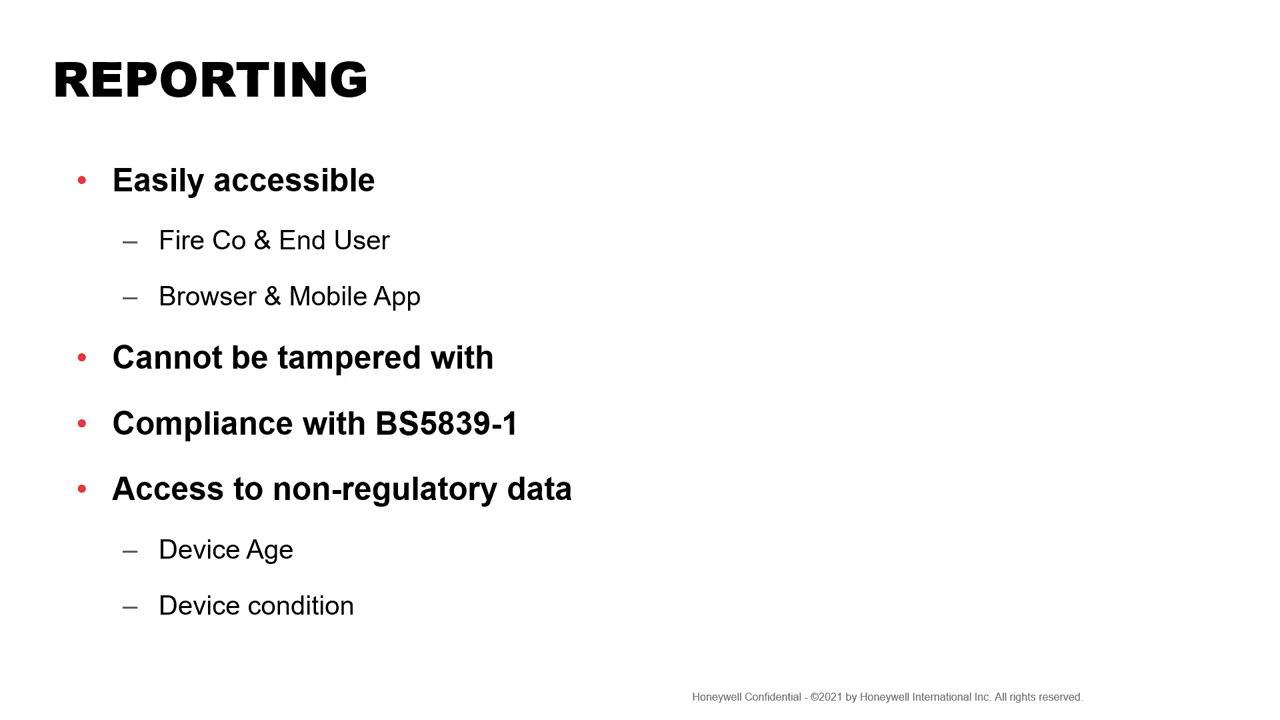 REPORTING
• Easily accessible
– Fire Co & End User
– Browser & Mobile App
• Cannot be tampered with
• Compliance with BS5839-1
• Access to non-regulatory data
– Device Age
– Device condition
Honeywell Confidential - ©2021 by Honeywell International Inc. All rights reserved.